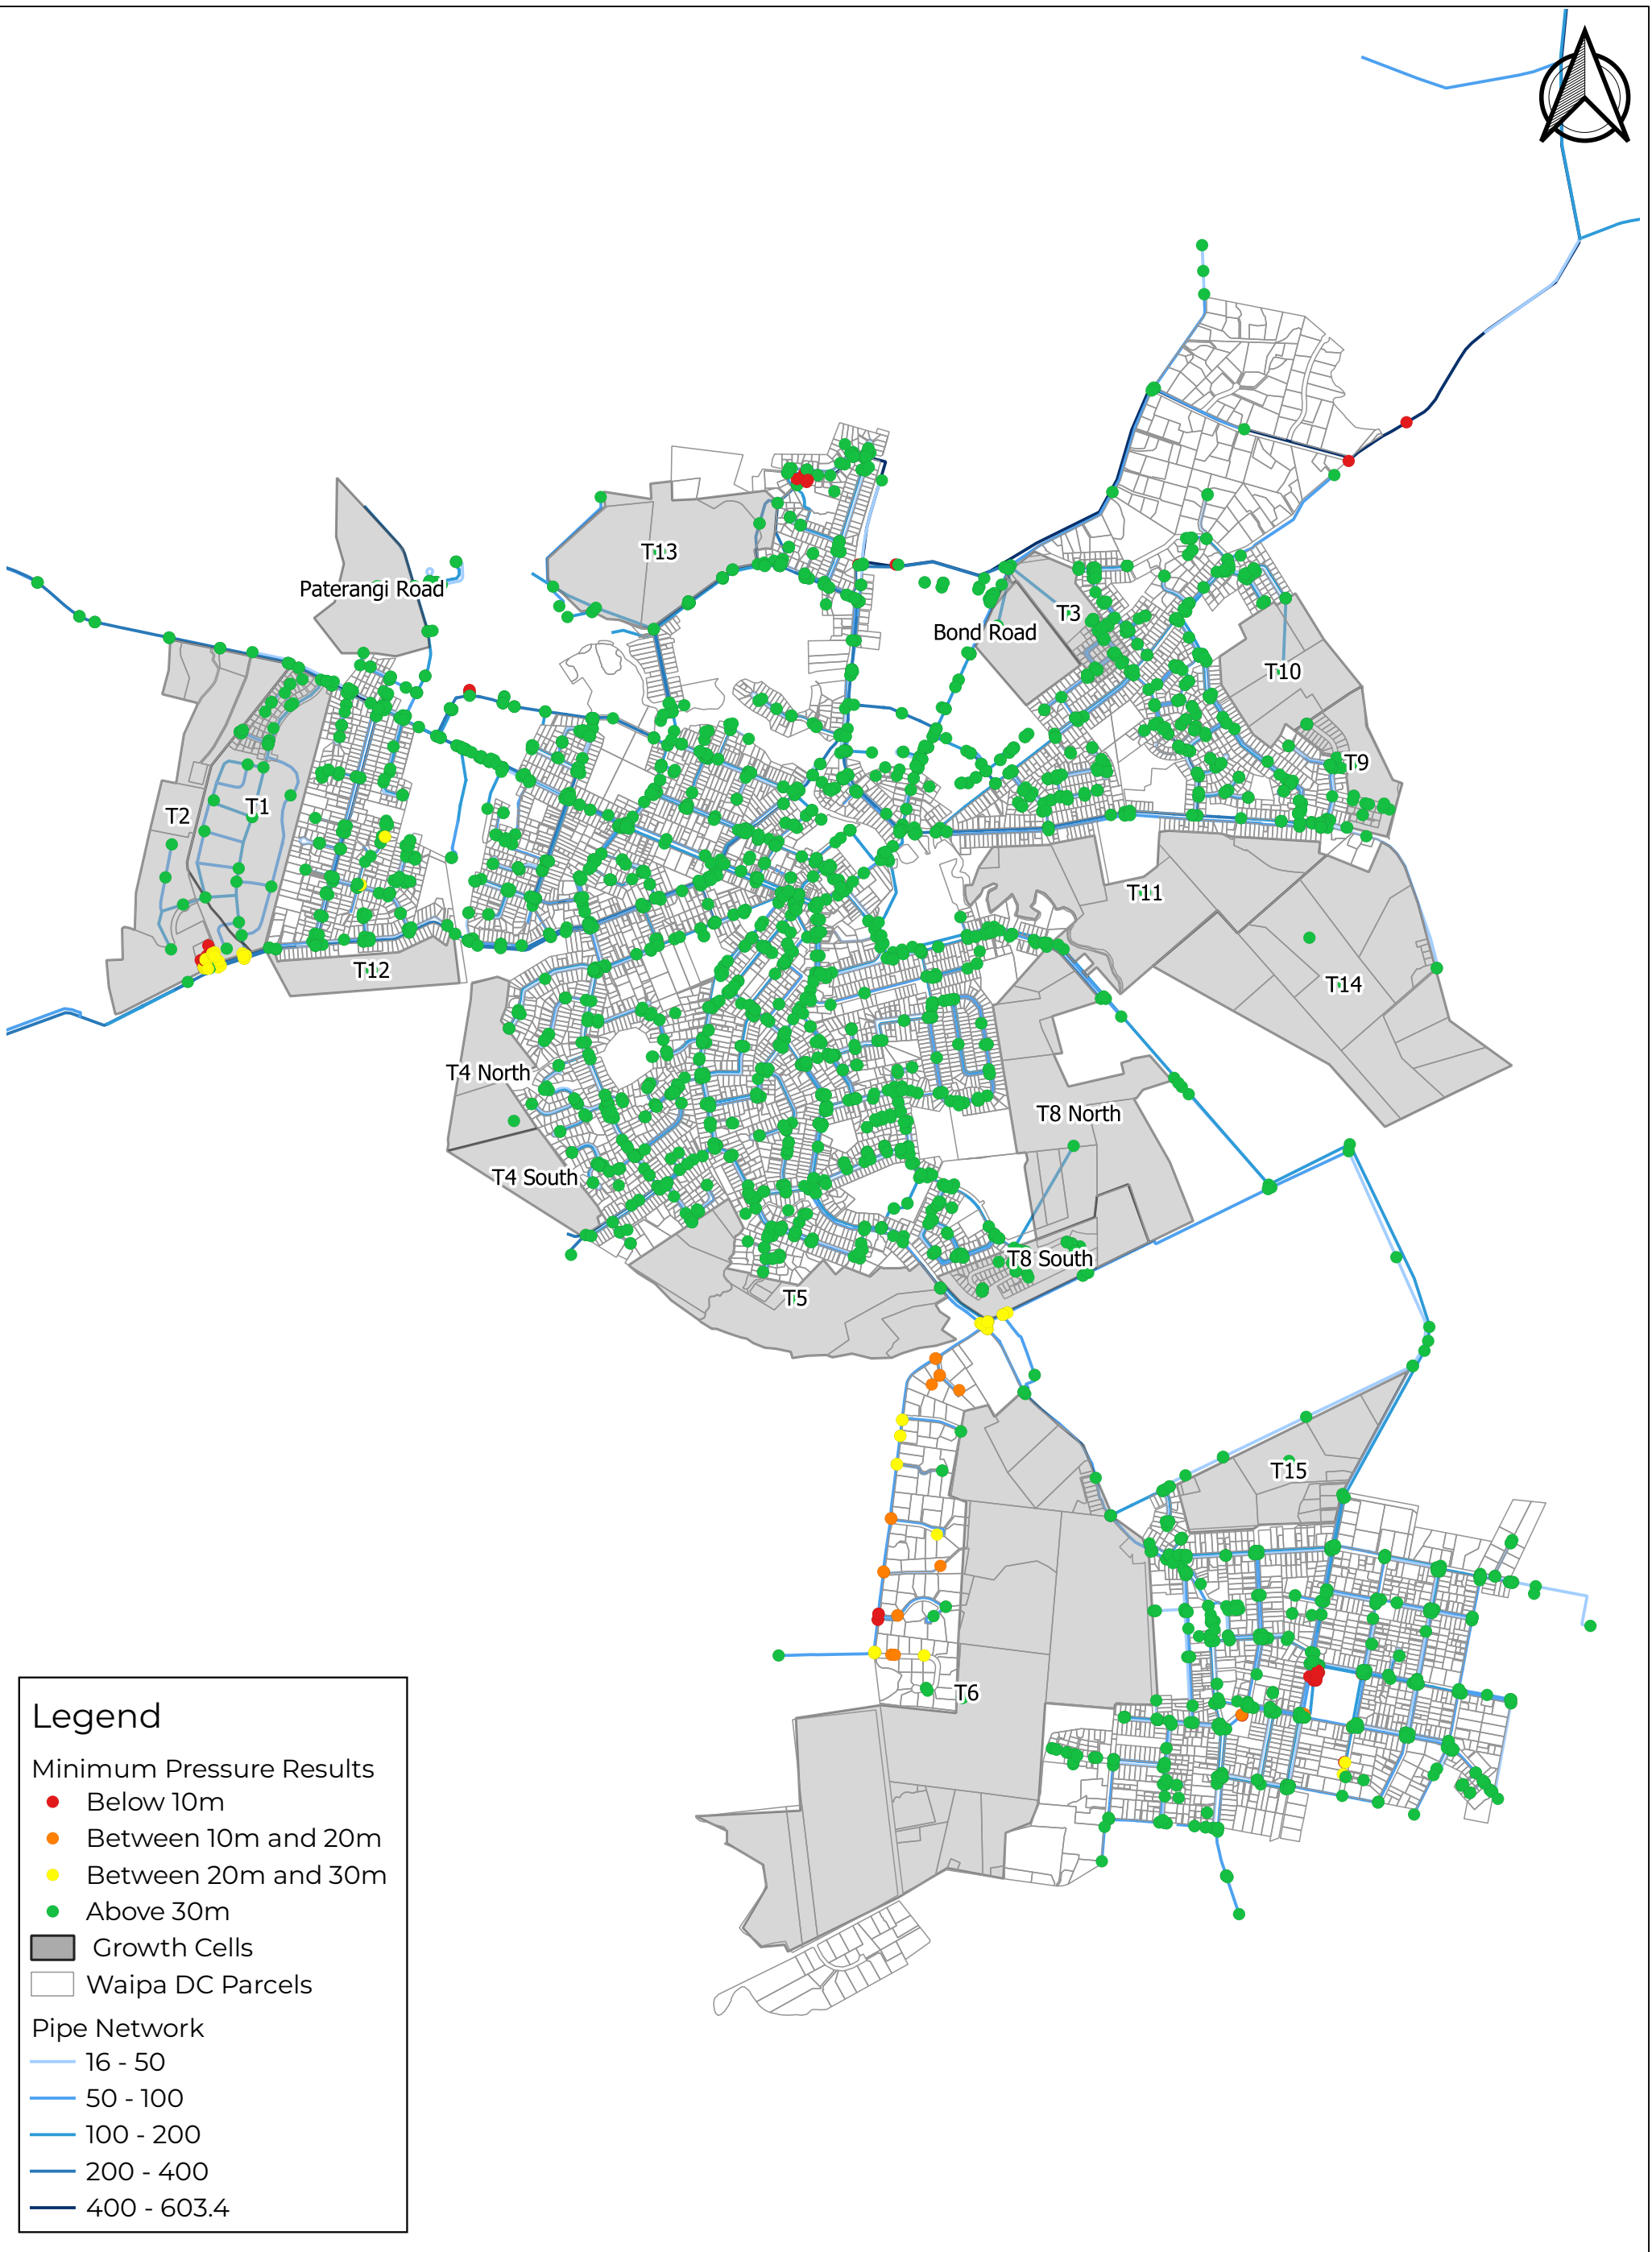 T13
Paterangi Road
T3
Bond Road
T10
T9
T2
T1
T11
T12
T14
T4 North
T8 North
T4 South
T8 South
T5
T15
T6
Legend
Minimum Pressure Results
Below 10m
Between 10m and 20m
Between 20m and 30m
Above 30m
Growth Cells
Waipa DC Parcels
Pipe Network
16 - 50
50 - 100
100 - 200
200 - 400
400 - 603.4